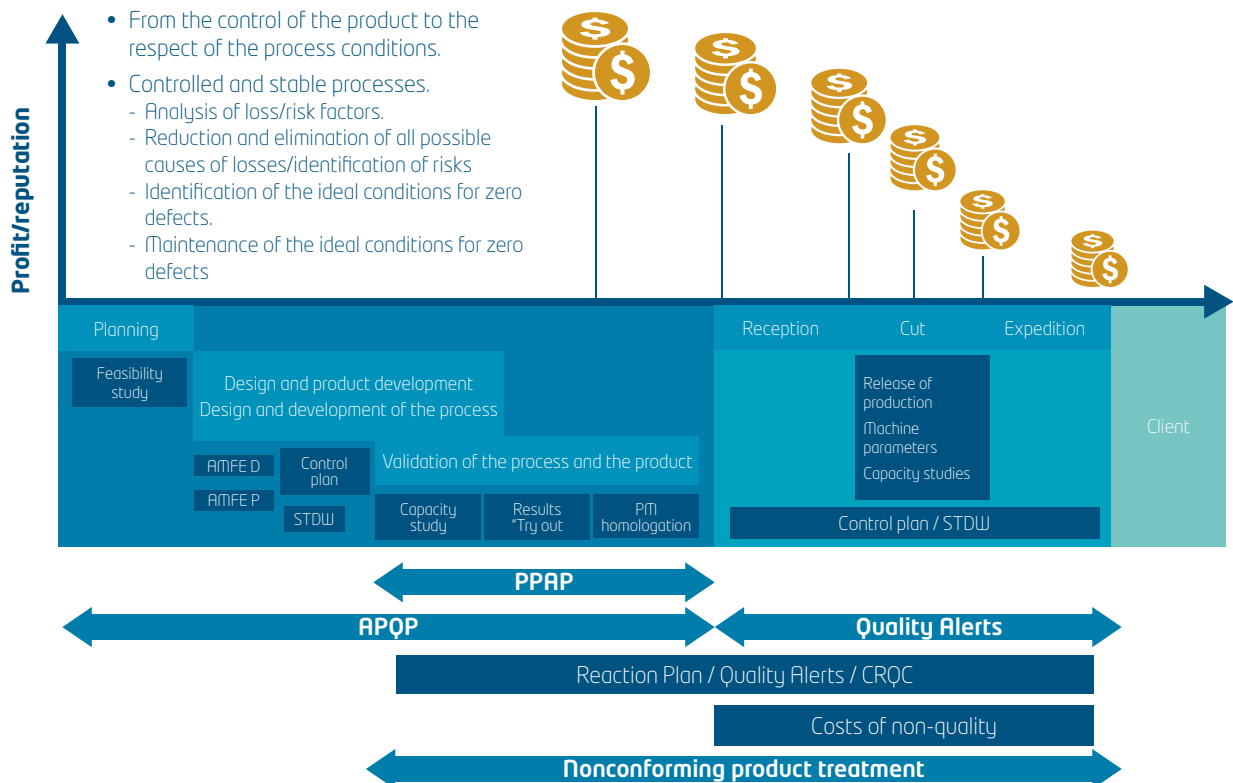 • From the control of the product to the
respect of the process conditions.
• Controlled and stable processes.
- Analysis of loss/risk factors.
- Reduction and elimination of all possible
causes of losses/identification of risks
- Identification of the ideal conditions for zero
defects.
- Maintenance of the ideal conditions for zero
defects
Profit/reputation
$ $
$ $
$ $
$ $
$ $
$ $
Planning
Reception
Cut
Expedition
Feasibility
study
Design and product development
Design and development of the process
Release of
production
Machine
parameters
Capacity studies
Client
AMFE D
AMFE P
Control
plan
STDW
Validation of the process and the product
Capacity
study
Results
"Try out
PM
homologation
Control plan / STDW
PPAP
APQP
Quality Alerts
Reaction Plan / Quality Alerts / CRQC
Costs of non-quality
Nonconforming product treatment